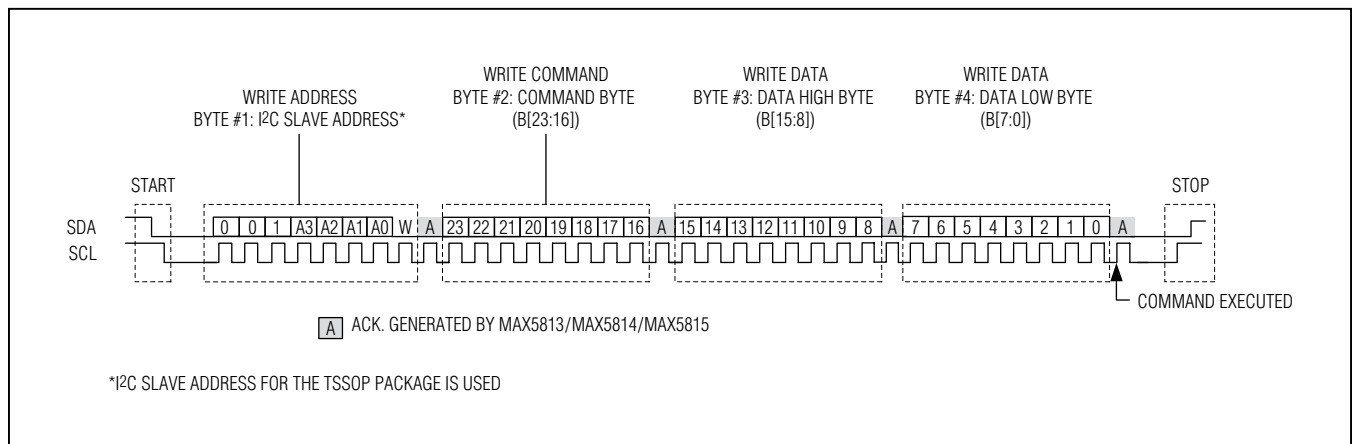 WRITE ADDRESS
BYTE #1: I2C SLAVE ADDRESS*
WRITE COMMAND
BYTE #2: COMMAND BYTE
(B[23:16])
WRITE DATA
BYTE #3: DATA HIGH BYTE
(B[15:8])
WRITE DATA
BYTE #4: DATA LOW BYTE
(B[7:0])
START
STOP
SDA
0 0 1 A3 A2 A1 A0 W A 23 22 21 20 19 18 17 16 A 15 14 13 12 11 10 9 8 A 7 6 5 4 3 2 1 0 A
SCL
COMMAND EXECUTED
A ACK. GENERATED BY MAX5813/MAX5814/MAX5815
*I2C SLAVE ADDRESS FOR THE TSSOP PACKAGE IS USED